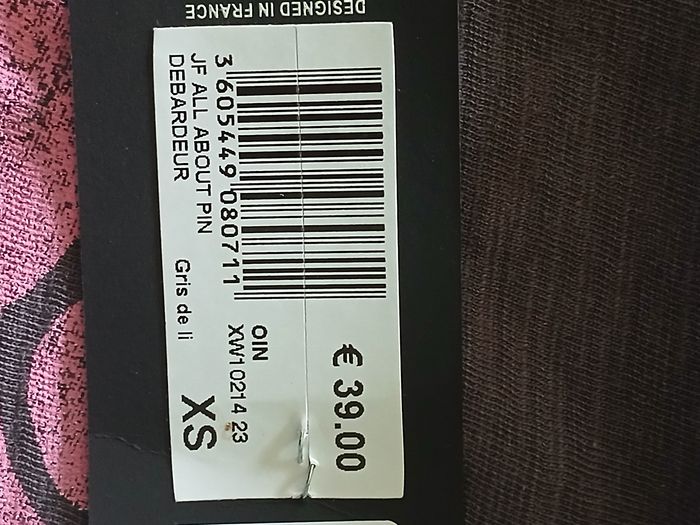 DESIGNED IN FRANCE
€ 39.00
3 605449 080711
JF ALL ABOUT PIN
DEBARDEUR
Gris de li
OIN
XW10214 23
XS